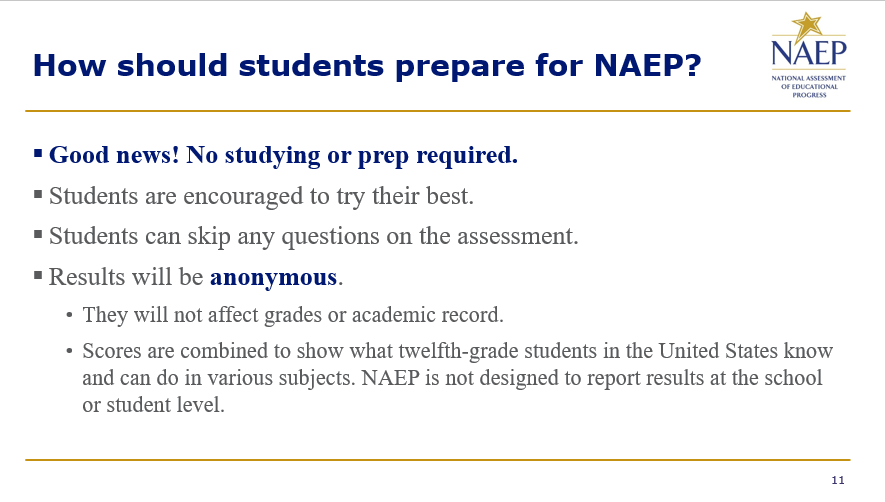 How should students prepare for NAEP?
NAEP
NATIONAL ASSESSMENT
OF EDUCATIONAL
PROGRESS
▪ Good news! No studying or prep required.
▪ Students are encouraged to try their best.
▪ Students can skip any questions on the assessment.
▪ Results will be anonymous.
• They will not affect grades or academic record.
• Scores are combined to show what twelfth-grade students in the United States know
and can do in various subjects. NAEP is not designed to report results at the school
or student level.
11